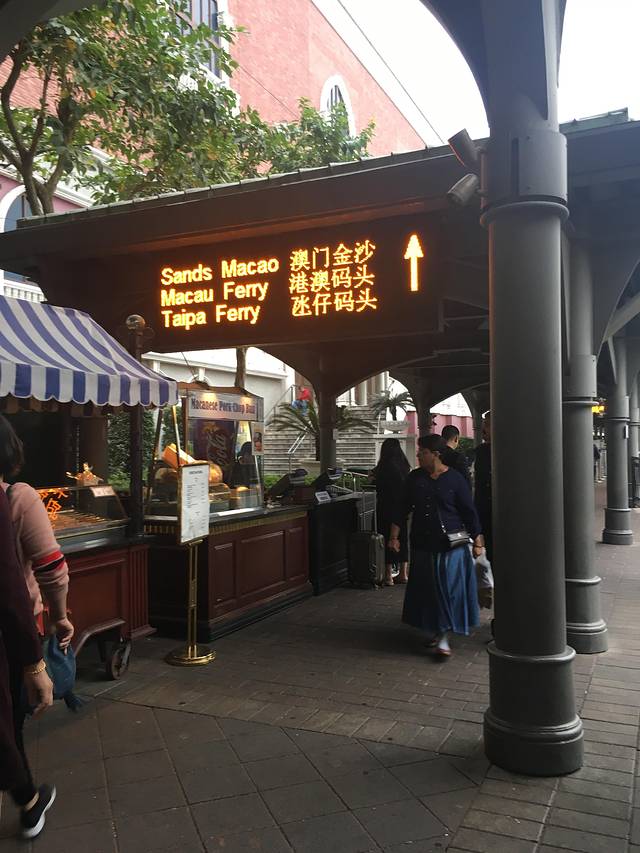 Sands Macao 澳门金沙
Macau Ferry 港澳码头
Taipa Ferry 氹仔码头
Macanese Pork Chop Bun